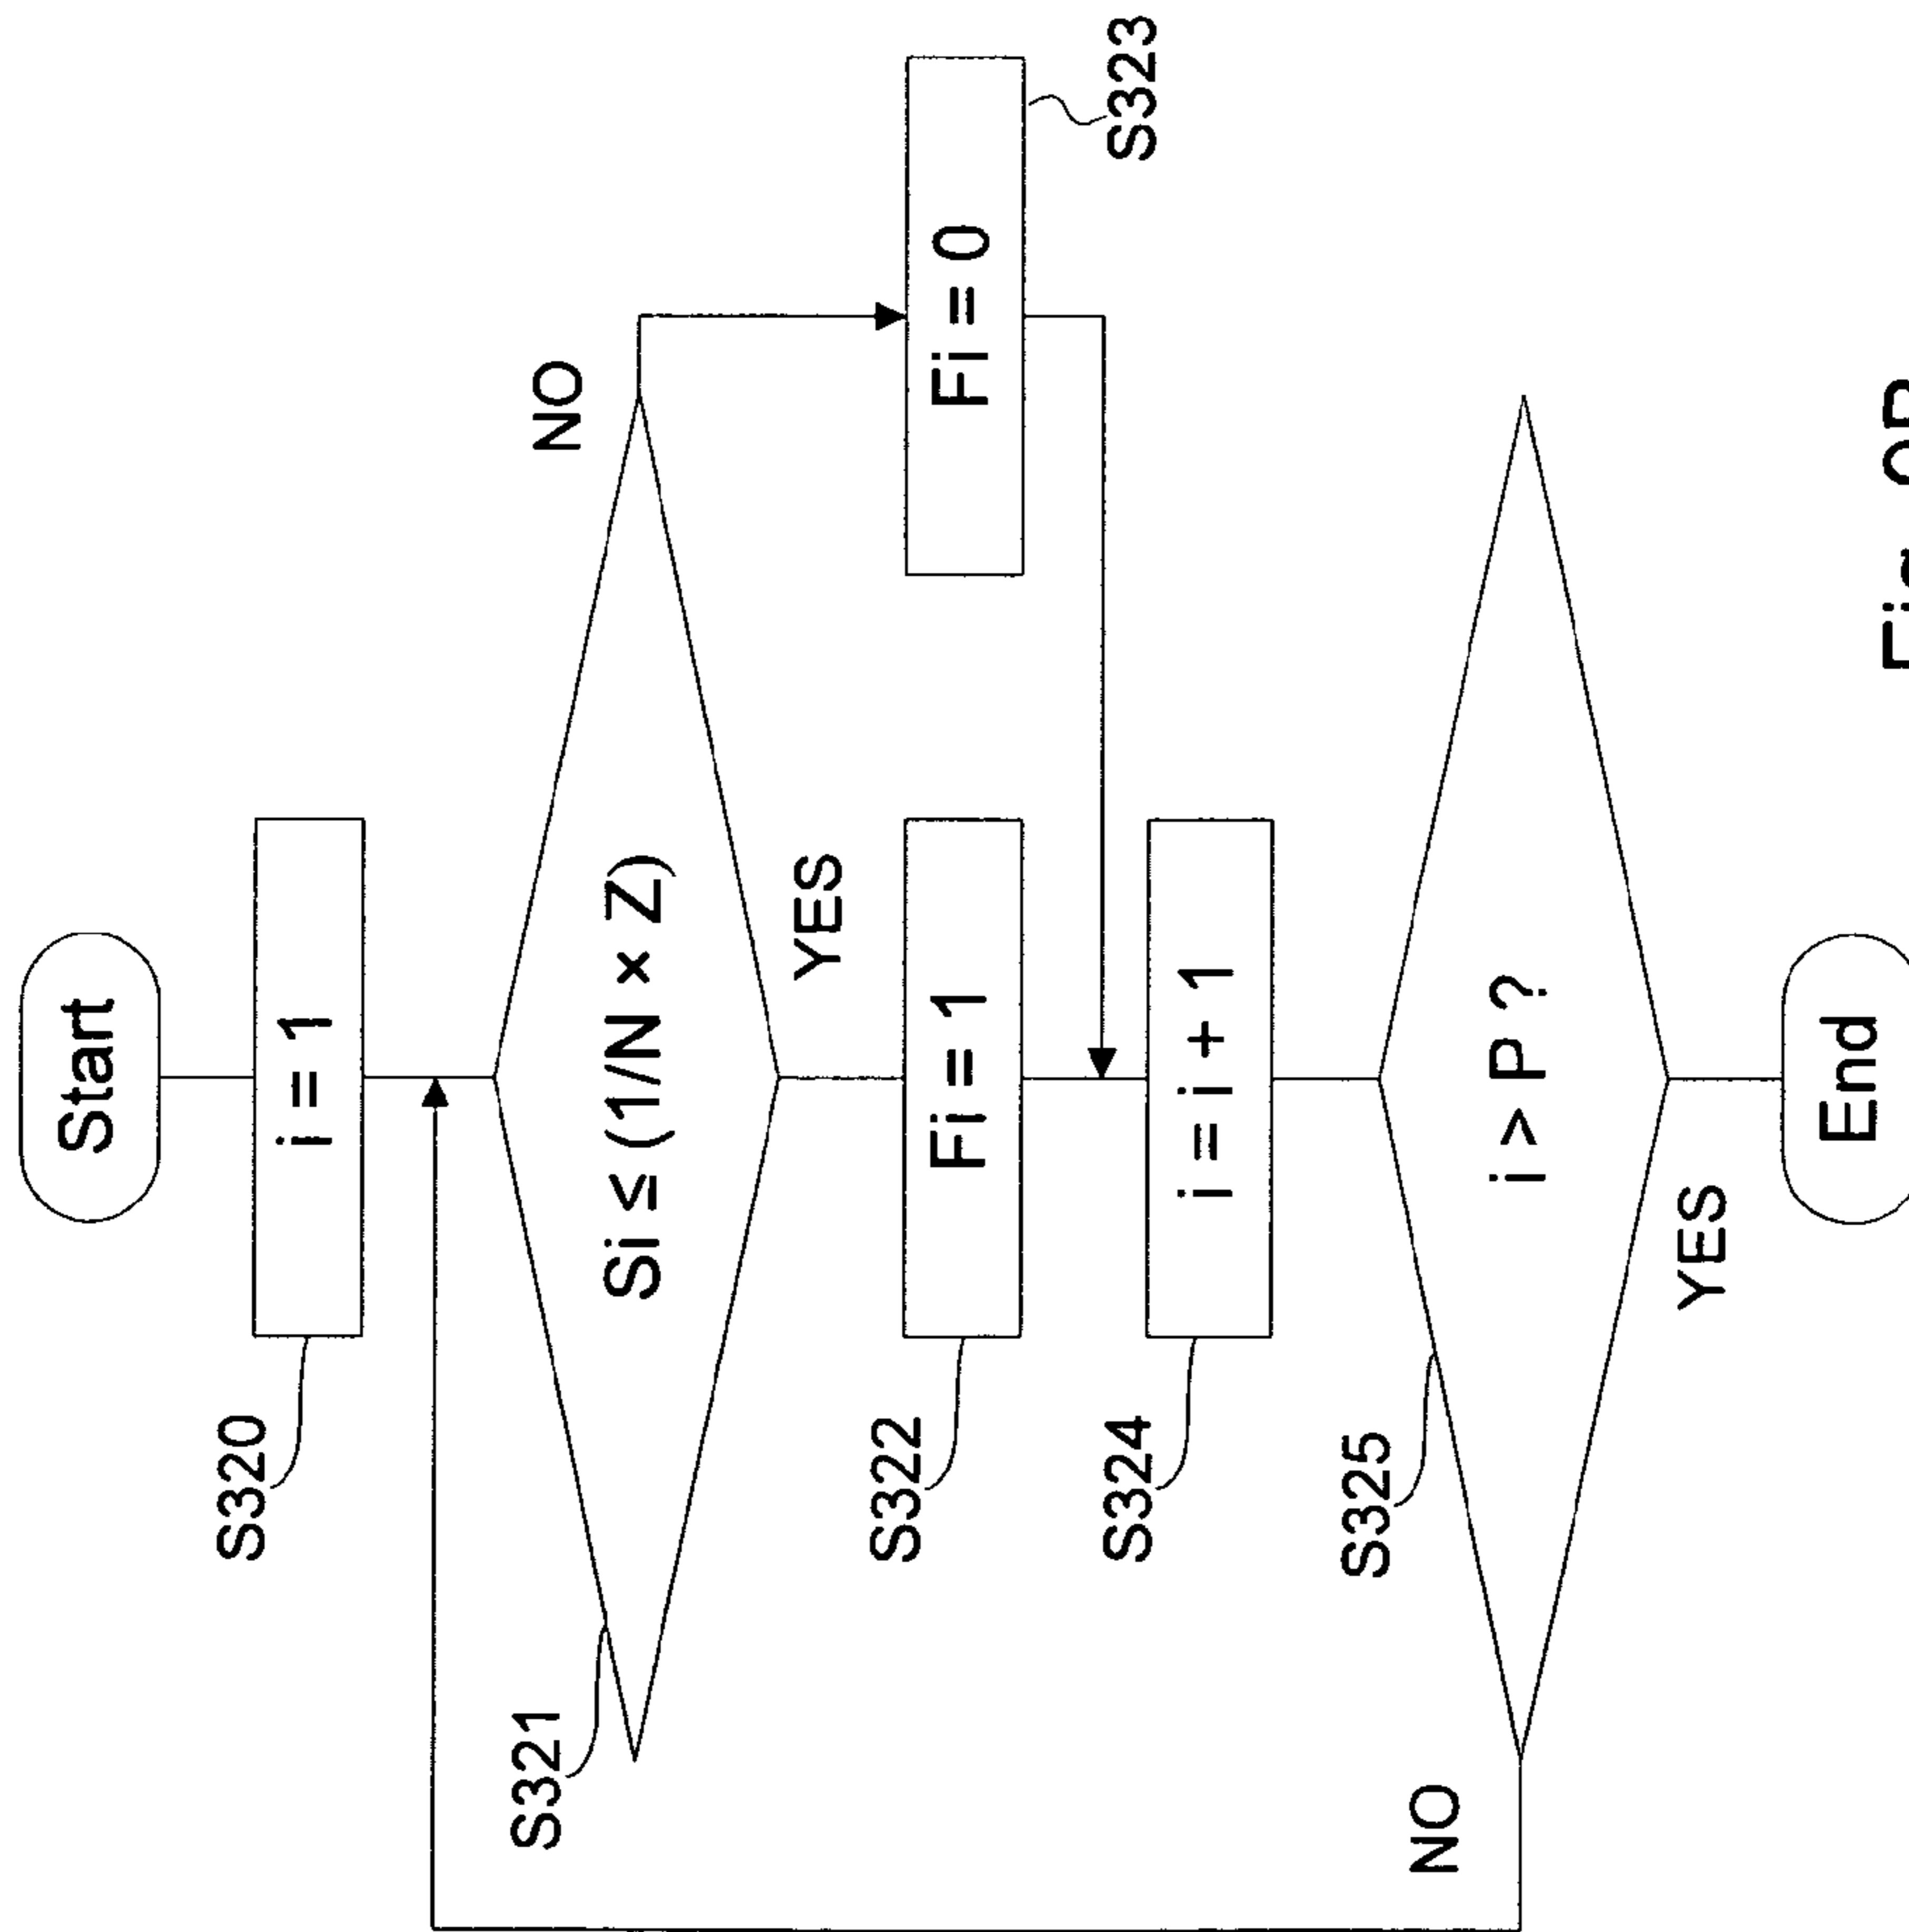 Start
S320
i = 1
S321
Si ≤ (1/N × Z)
NO
YES
S322
Fi = 1
Fi = 0
S323
S324
i = i + 1
S325
i > P ?
NO
YES
End
Fig.